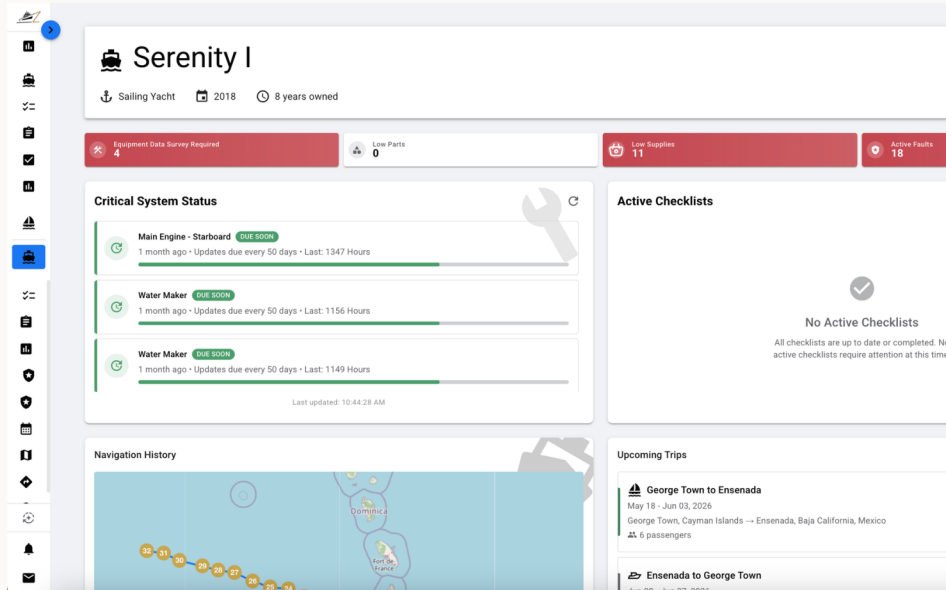 Serenity I
Sailing Yacht 2018 8 years owned
Equipment Data Survey Required
4
Low Parts
0
Low Supplies
11
Active Faults
18
Critical System Status
Main Engine - Starboard DUE SOON
1 month ago • Updates due every 50 days • Last: 1347 Hours
Water Maker DUE SOON
1 month ago • Updates due every 50 days • Last: 1156 Hours
Water Maker DUE SOON
1 month ago • Updates due every 50 days • Last: 1149 Hours
Last updated: 10:44:28 AM
Active Checklists
No Active Checklists
All checklists are up to date or completed.
active checklists require attention at this
Navigation History
Dominica
Fort-de-
France
32
31
30
29
28
27
26
25
24
Upcoming Trips
George Town to Ensenada
May 18 - Jun 03, 2026
George Town, Cayman Islands → Ensenada, Baja California, Mexico
6 passengers
Ensenada to George Town